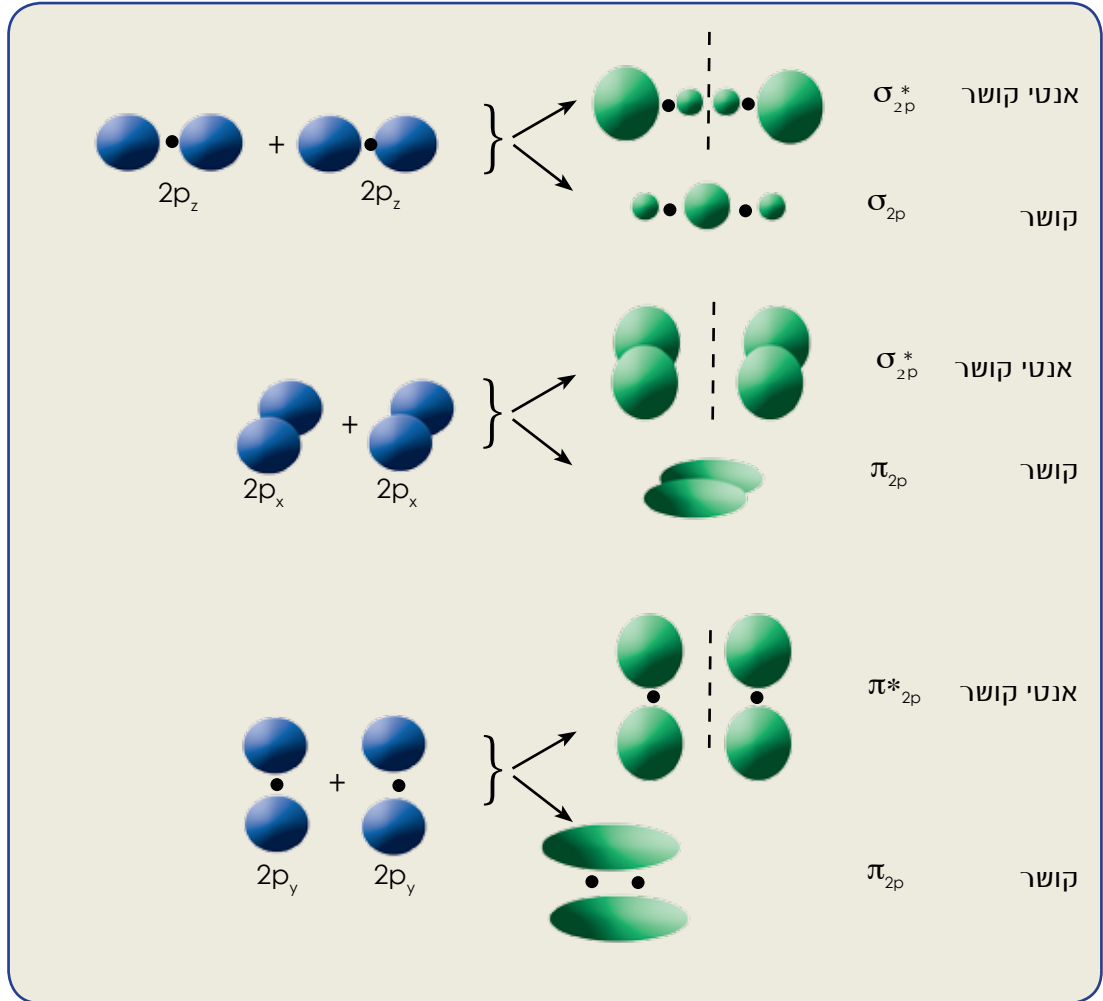 σ*2p אנטי קושר
2pz + 2pz }
σ2p קושר
σ*2p אנטי קושר
2px + 2px }
π2p קושר
π*2p אנטי קושר
2py + 2py }
π2p קושר